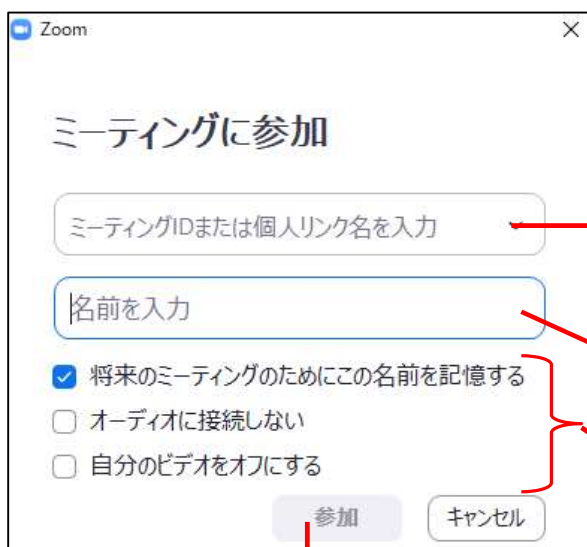 Zoom
ミーティングに参加
ミーティングIDまたは個人リンク名を入力
名前を入力
将来のミーティングのためにこの名前を記憶する
オーディオに接続しない
自分のビデオをオフにする
参加 キャンセル